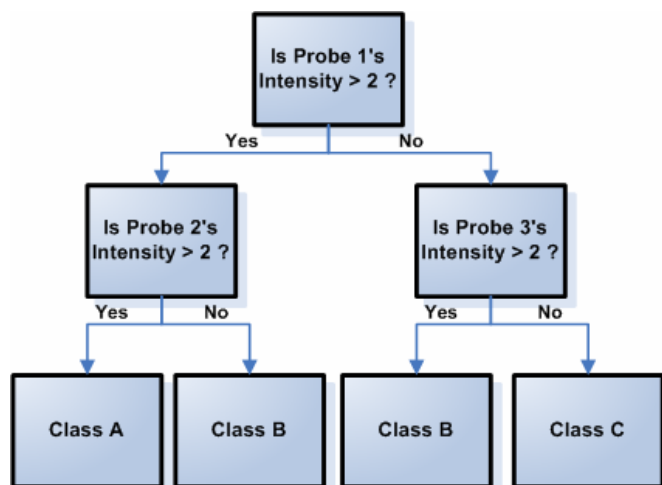 Is Probe 1's
Intensity > 2 ?
Yes
No
Is Probe 2's
Intensity > 2 ?
Is Probe 3's
Intensity > 2 ?
Yes
No
Yes
No
Class A
Class B
Class B
Class C